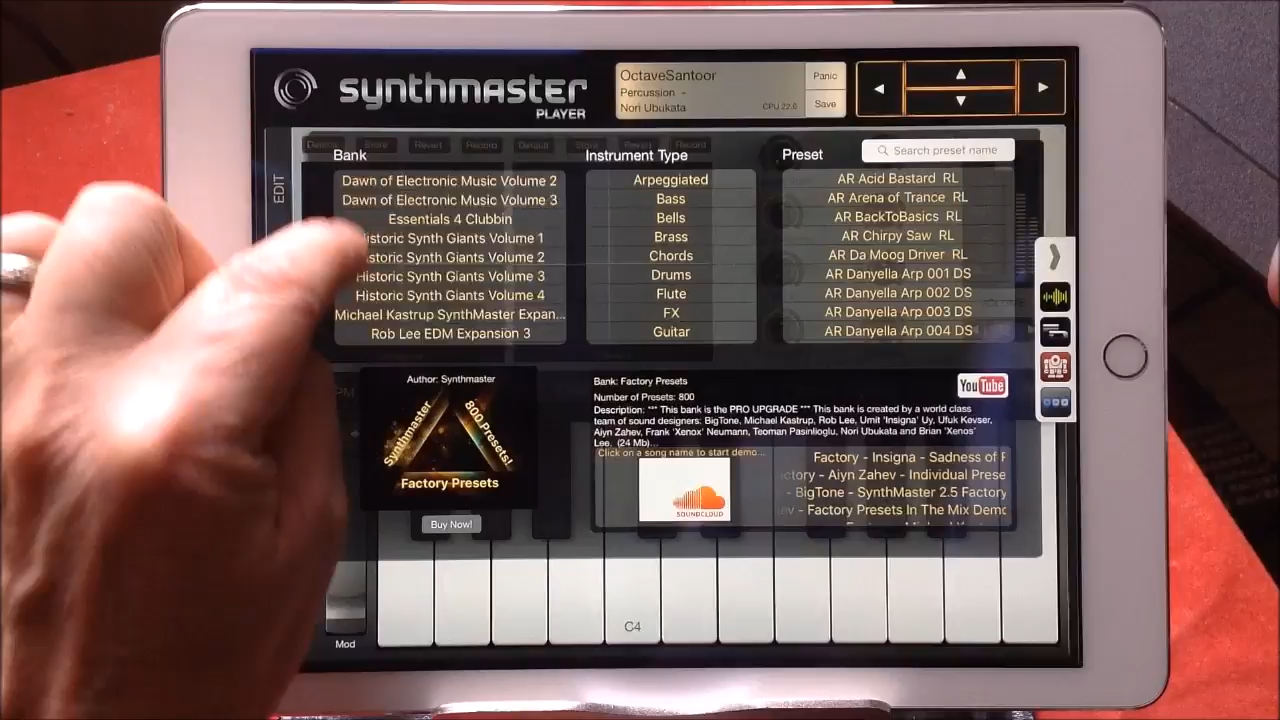 synthmaster
PLAYER
OctaveSantoor
Percussion -
Nori Ubukata
CPU 22.0
Panic
Save
Store
Revert
Record
Default
Revert
Record
EDIT
Bank
Instrument Type
Preset
Search preset name
Dawn of Electronic Music Volume 2
Dawn of Electronic Music Volume 3
Essentials 4 Clubbin
istoric Synth Giants Volume 1
istoric Synth Giants Volume 2
Historic Synth Giants Volume 3
Historic Synth Giants Volume 4
Michael Kastrup SynthMaster Expan...
Rob Lee EDM Expansion 3
Arpeggiated
Bass
Bells
Brass
Chords
Drums
Flute
FX
Guitar
AR Acid Bastard RL
AR Arena of Trance RL
AR BackToBasics RL
AR Chirpy Saw RL
AR Da Moog Driver RL
AR Danyella Arp 001 DS
AR Danyella Arp 002 DS
AR Danyella Arp 003 DS
AR Danyella Arp 004 DS
Author: Synthmaster
Synthmaster
800 Presets!
Factory Presets
Buy Now!
Bank: Factory Presets
YouTube
Number of Presets: 800
Description: *** This bank is the PRO UPGRADE *** This bank is created by a world class
team of sound designers: BigTone, Michael Kastrup, Rob Lee, Umit 'Insigna' Uy, Ufuk Kevser,
Aiyn Zahev, Frank 'Xenox' Neumann, Teoman Pasinlioglu, Nori Ubukata and Brian 'Xenos'
Lee. (24 Mb)...
Click on a song name to start demo...
SOUNDCLOUD
Factory - Insigna - Sadness of
ctory - Aiyn Zahev - Individual Prese
- BigTone - SynthMaster 2.5 Factory
ev - Factory Presets In The Mix Demo
C4
Mod